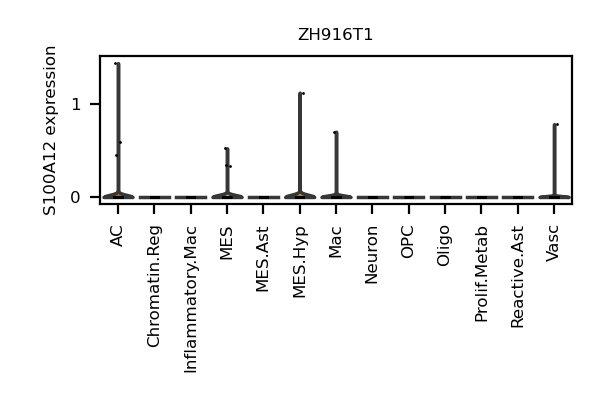 ZH916T1
S100A12 expression
1
0
AC
Chromatin.Reg
Inflammatory.Mac
MES
MES.Ast
MES.Hyp
Mac
Neuron
OPC
Oligo
Prolif.Metab
Reactive.Ast
Vasc